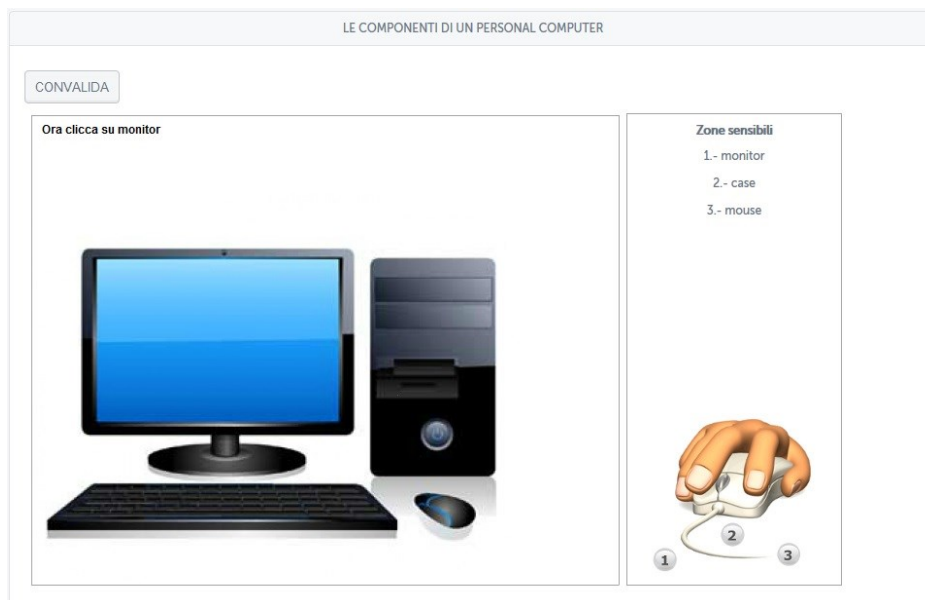 LE COMPONENTI DI UN PERSONAL COMPUTER
CONVALIDA
Ora clicca su monitor
Zone sensibili
1.- monitor
2.- case
3.- mouse
1
2
3